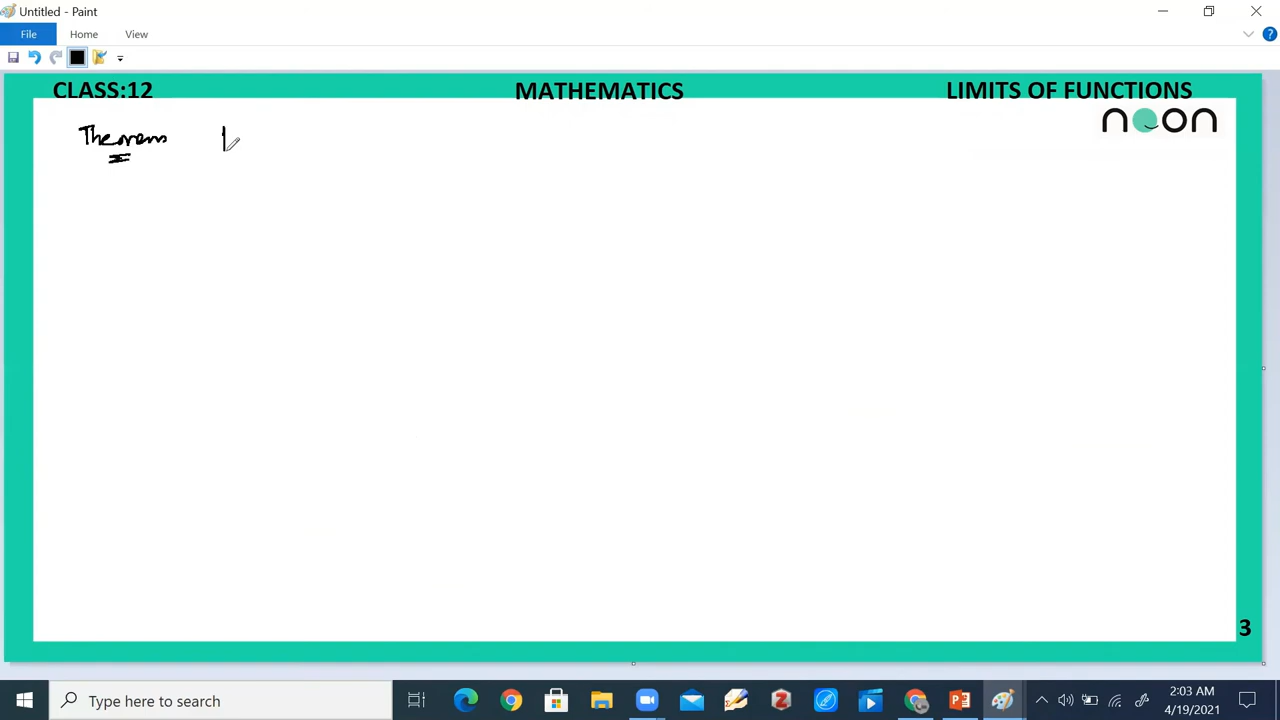 Untitled - Paint
File Home View
CLASS:12 MATHEMATICS LIMITS OF FUNCTIONS
noon
Theorem
3
Type here to search
2:03 AM
4/19/2021